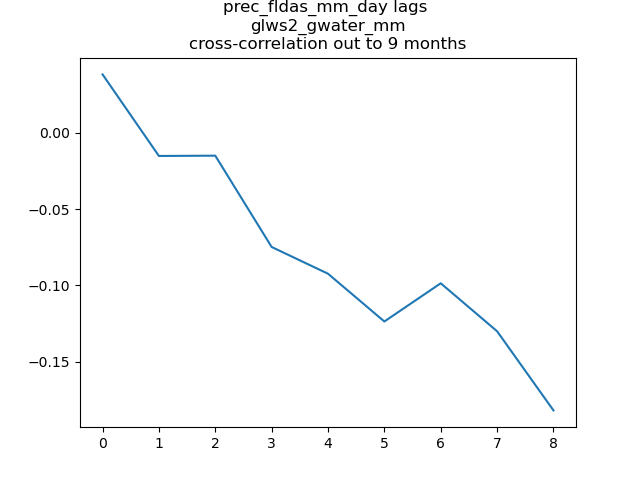 prec_fldas_mm_day lags
glws2_gwater_mm
cross-correlation out to 9 months
0.00
−0.05
−0.10
−0.15
0 1 2 3 4 5 6 7 8